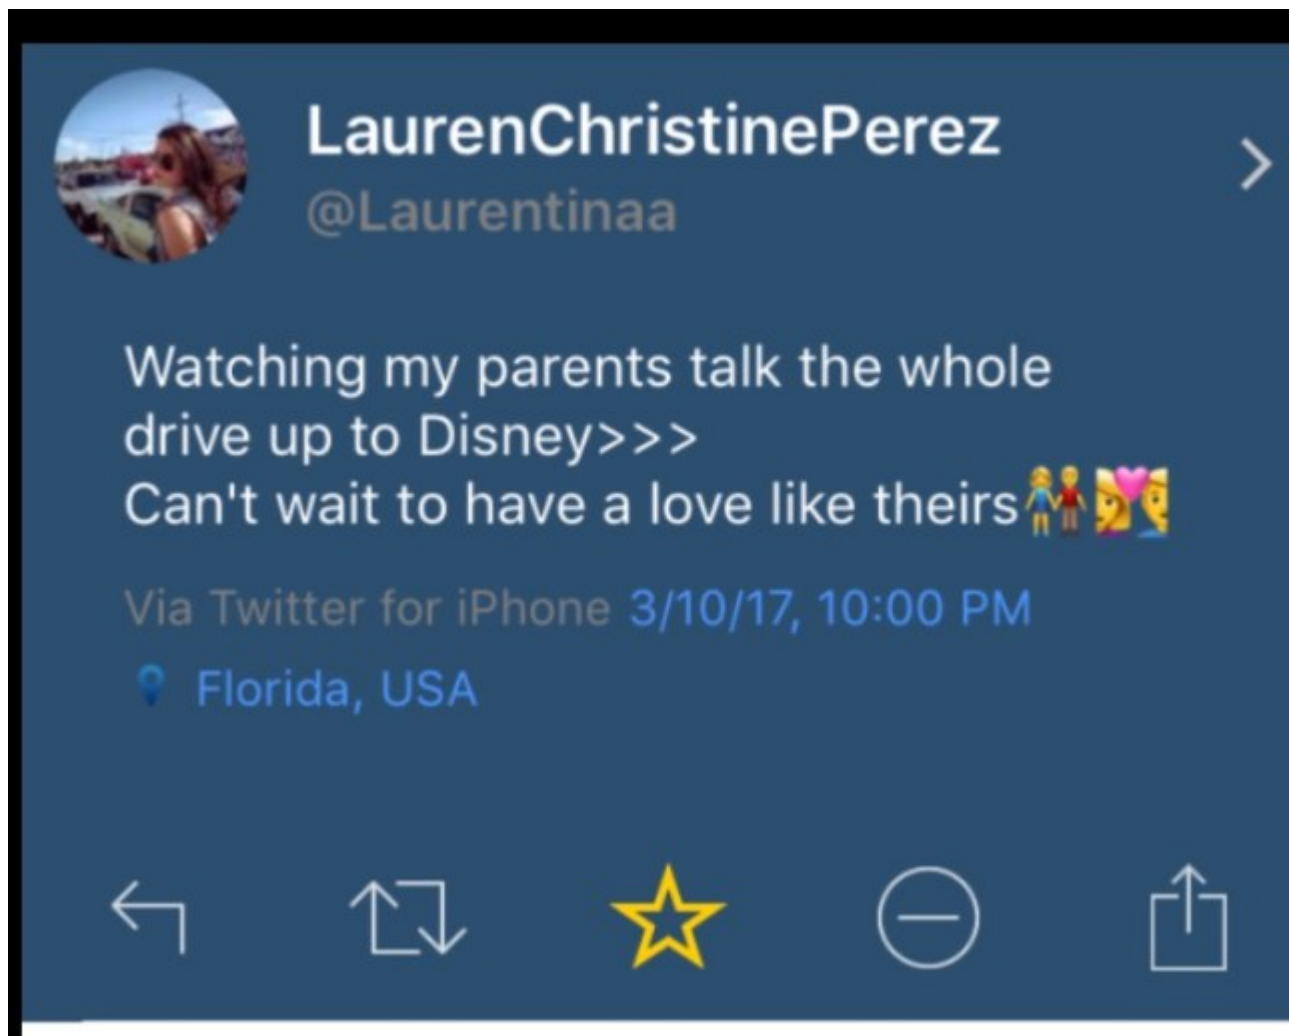 LaurenChristinePerez
@Laurentinaa
Watching my parents talk the whole
drive up to Disney>>>
Can't wait to have a love like theirs👫💏
Via Twitter for iPhone 3/10/17, 10:00 PM
Florida, USA